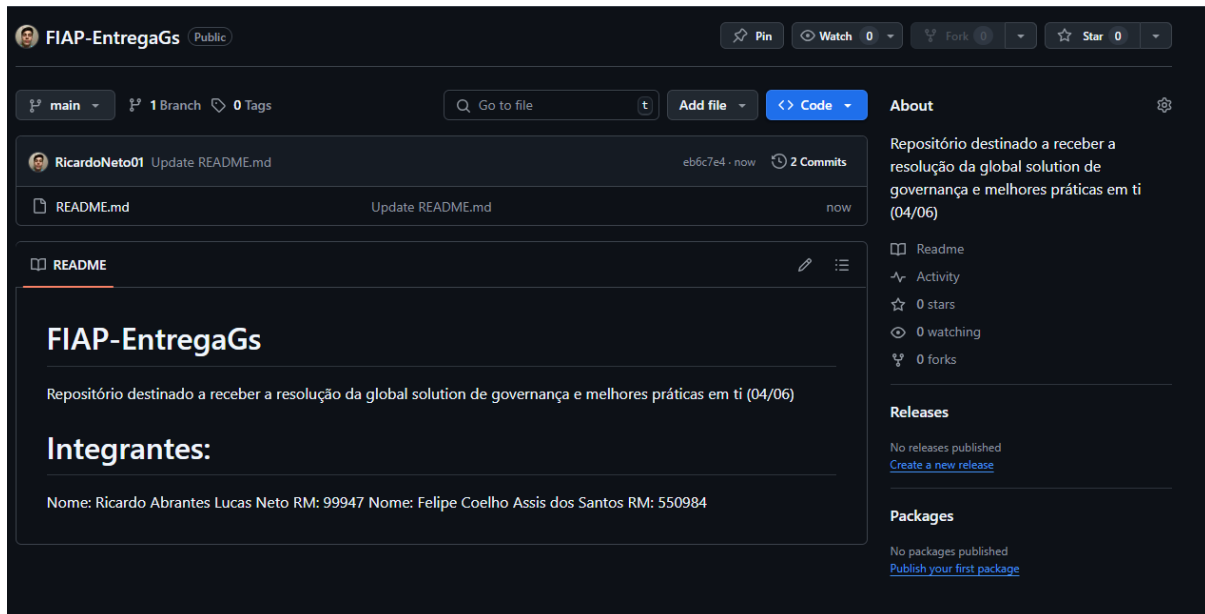 FIAP-EntregaGs Public
Pin
Watch 0
Fork 0
Star 0
main
1 Branch
0 Tags
Go to file t
Add file
<> Code
RicardoNeto01 Update README.md eb6c7e4 · now 2 Commits
README.md Update README.md now
README
FIAP-EntregaGs
Repositório destinado a receber a resolução da global solution de governança e melhores práticas em ti (04/06)
Integrantes:
Nome: Ricardo Abrantes Lucas Neto RM: 99947 Nome: Felipe Coelho Assis dos Santos RM: 550984
About
Repositório destinado a receber a
resolução da global solution de
governança e melhores práticas em ti
(04/06)
Readme
Activity
0 stars
0 watching
0 forks
Releases
No releases published
Create a new release
Packages
No packages published
Publish your first package